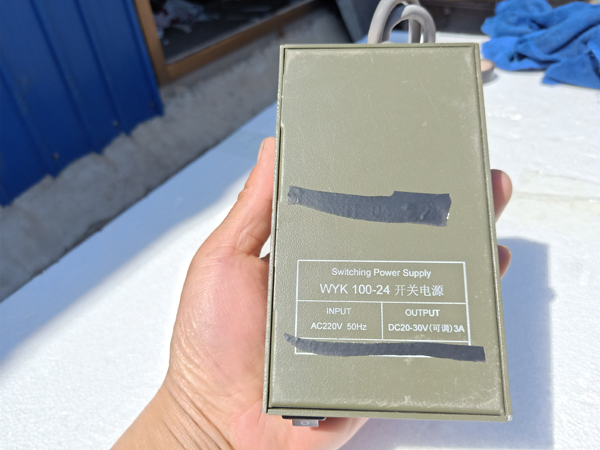 Switching Power Supply
WYK 100-24 开关电源
INPUT
AC220V 50Hz
OUTPUT
DC20-30V(可调)3A